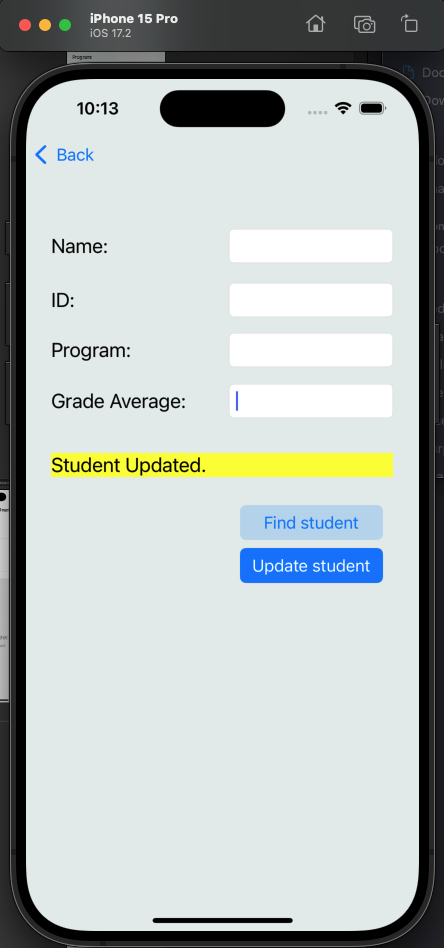 iPhone 15 Pro
iOS 17.2
Program
10:13
Back
Name:
ID:
Program:
Grade Average:
Student Updated.
Find student
Update student